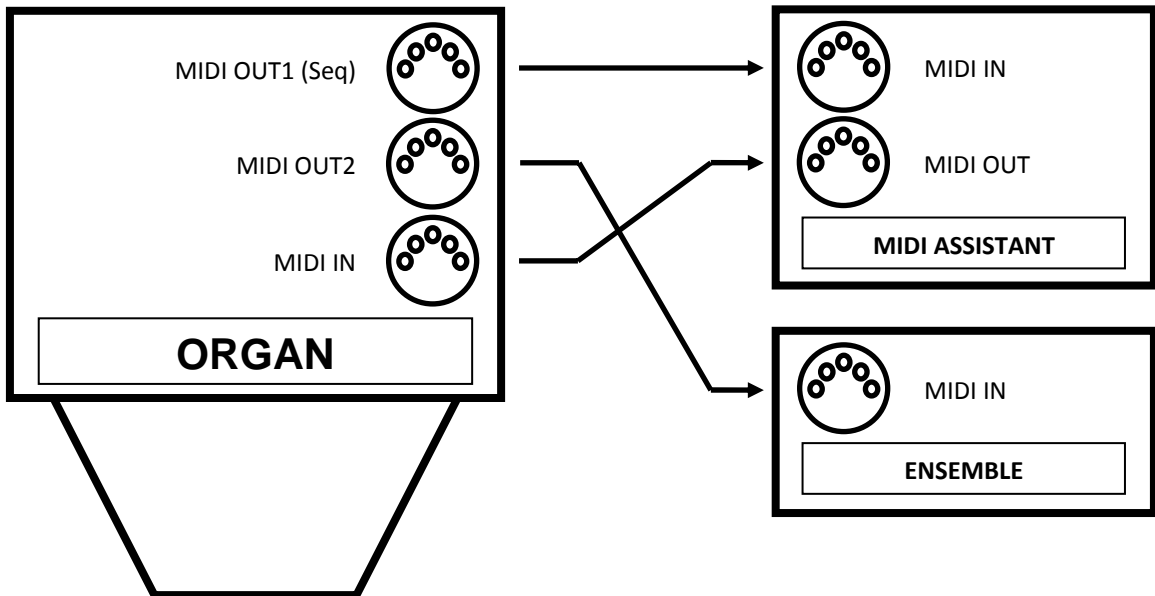 MIDI OUT1 (Seq)
MIDI OUT2
MIDI IN
ORGAN
MIDI IN
MIDI OUT
MIDI ASSISTANT
MIDI IN
ENSEMBLE